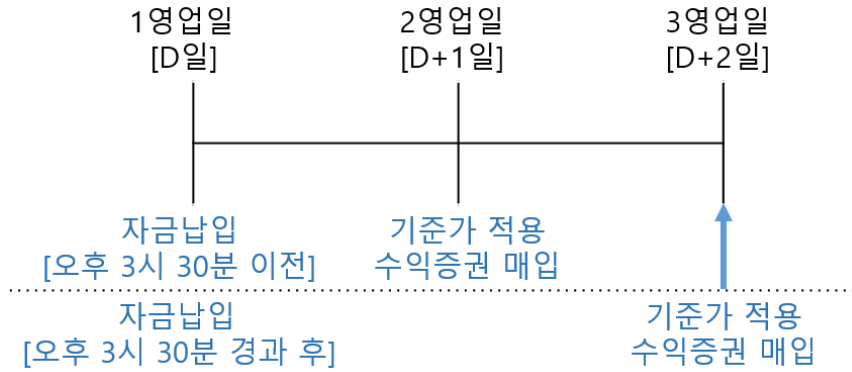 1영업일
[D일]
2영업일
[D+1일]
3영업일
[D+2일]
자금납입
[오후 3시 30분 이전]
기준가 적용
수익증권 매입
자금납입
[오후 3시 30분 경과 후]
기준가 적용
수익증권 매입